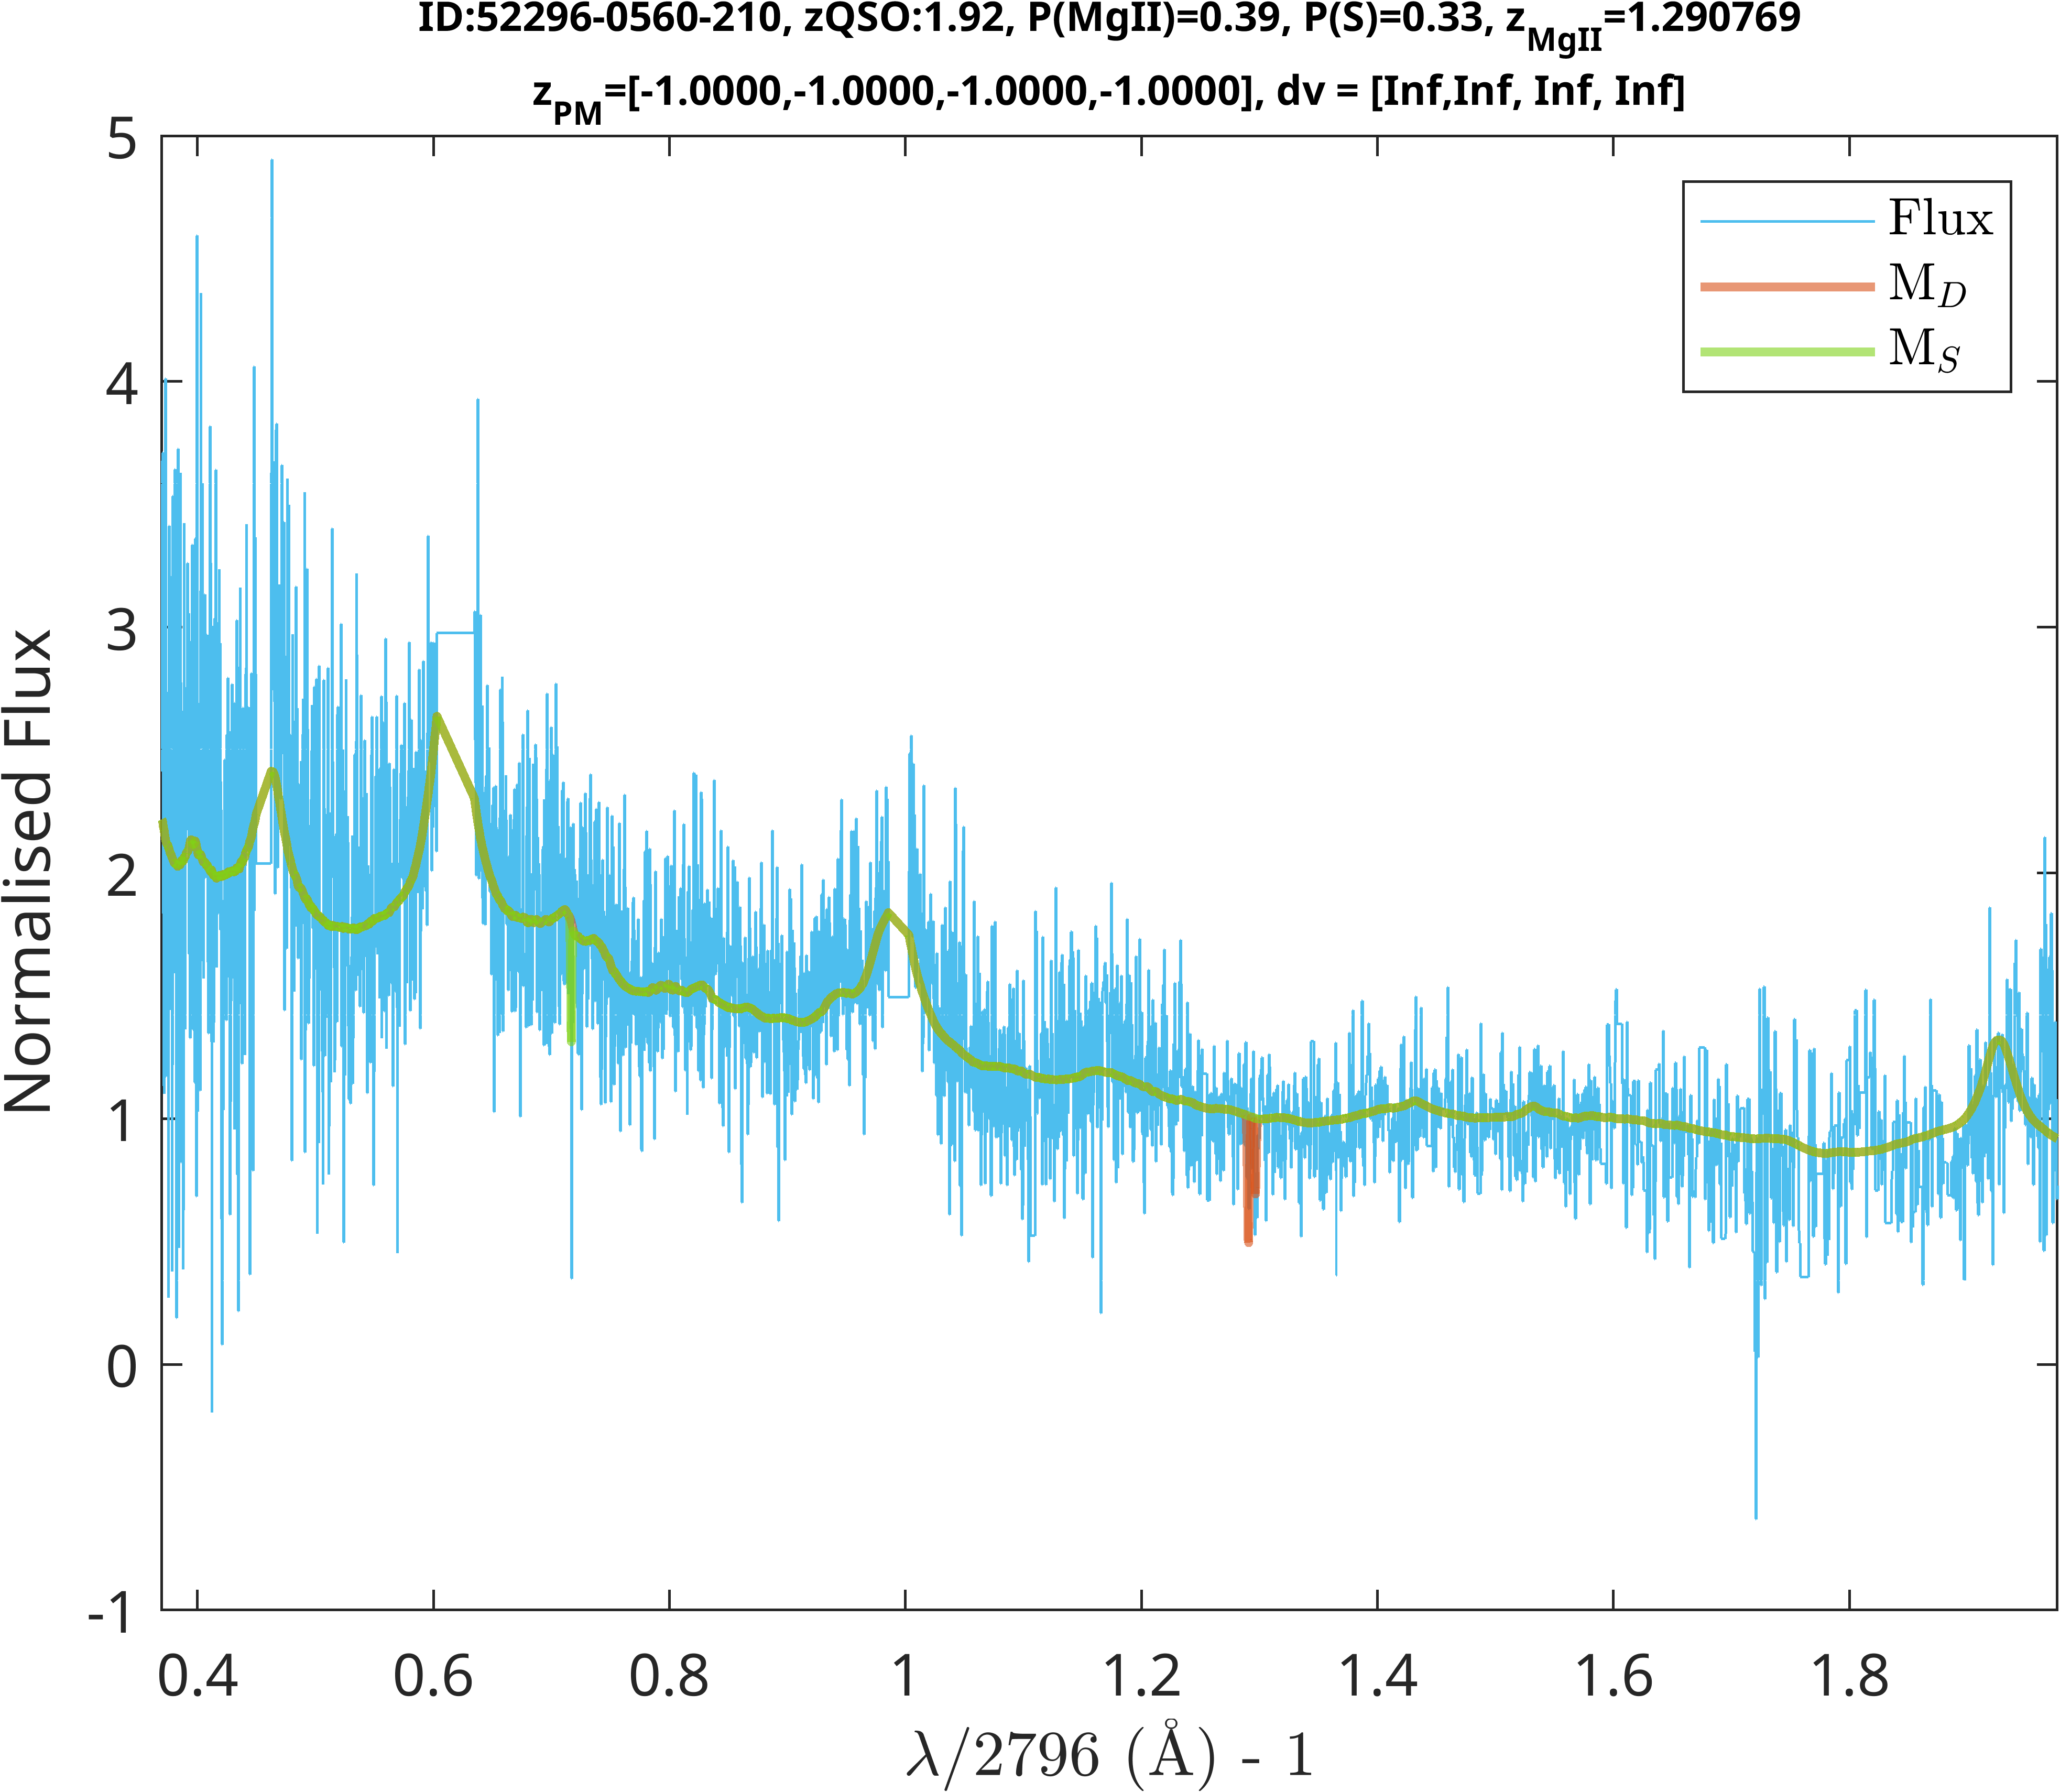 ID:52296-0560-210, zQSO:1.92, P(MgII)=0.39, P(S)=0.33, zMgII=1.290769
zPM=[-1.0000,-1.0000,-1.0000,-1.0000], dv = [Inf,Inf, Inf, Inf]
5
4
3
2
1
0
-1
Normalised Flux
Flux
MD
MS
0.4 0.6 0.8 1 1.2 1.4 1.6 1.8
λ/2796 (Å) - 1